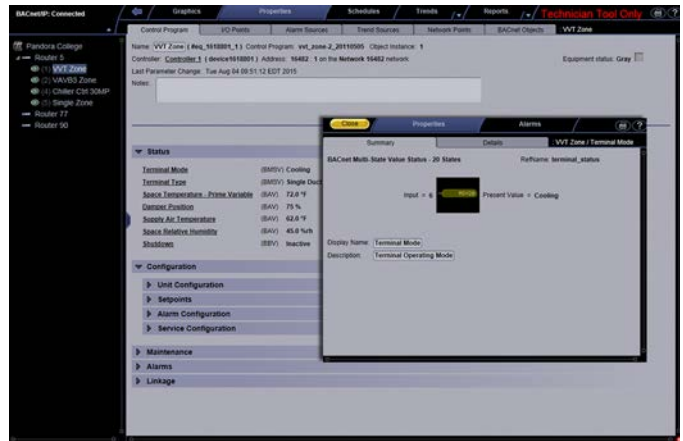 BACnet/IP: Connected
Graphics
Properties
Schedules
Trends
Reports
Technician Tool Only
Control Program
I/O Points
Alarm Sources
Trend Sources
Network Points
BACnet Objects
VVT Zone
Pandora College
Router 5
(1) VVT Zone
(2) VAVB3 Zone
(4) Chiller Ctrl 30MP
(5) Single Zone
Router 77
Router 90
Name: VVT Zone ( #eq_1618801_1 ) Control Program: vvt_zone-2_20110505 Object Instance: 1
Controller: Controller 1 ( device1618801 ) Address: 16482 : 1 on the Network 16482 network
Equipment status: Gray
Last Parameter Change: Tue Aug 04 09:51:12 EDT 2015
Notes:
Status
Terminal Mode (BMSV) Cooling
Terminal Type (BMSV) Single Duct
Space Temperature - Prime Variable (BAV) 72.0 °F
Damper Position (BAV) 75 %
Supply Air Temperature (BAV) 62.0 °F
Space Relative Humidity (BAV) 45.0 %rh
Shutdown (BBV) Inactive
Configuration
Unit Configuration
Setpoints
Alarm Configuration
Service Configuration
Maintenance
Alarms
Linkage
Close
Properties
Alarms
Summary
Details
VVT Zone / Terminal Mode
BACnet Multi-State Value Status - 20 States
Refname: terminal_status
Input = 6
Present Value = Cooling
Display Name: Terminal Mode
Description: Terminal Operating Mode